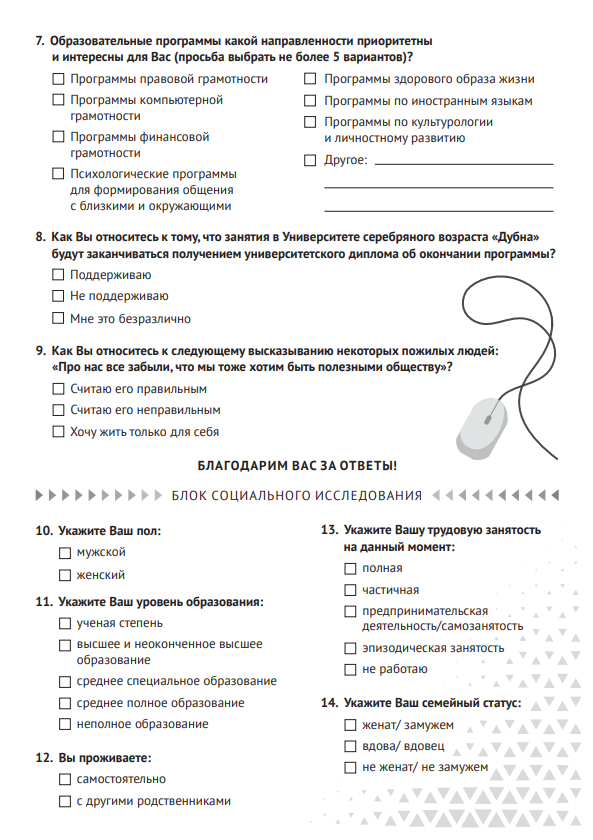 7. Образовательные программы какой направленности приоритетны
и интересны для Вас (просьба выбрать не более 5 вариантов)?
Программы правовой грамотности
Программы компьютерной
грамотности
Программы финансовой
грамотности
Психологические программы
для формирования общения
с близкими и окружающими
Программы здорового образа жизни
Программы по иностранным языкам
Программы по культурологии
и личностному развитию
Другое:
8. Как Вы относитесь к тому, что занятия в Университете серебряного возраста «Дубна»
будут заканчиваться получением университетского диплома об окончании программы?
Поддерживаю
Не поддерживаю
Мне это безразлично
9. Как Вы относитесь к следующему высказыванию некоторых пожилых людей:
«Про нас все забыли, что мы тоже хотим быть полезными обществу»?
Считаю его правильным
Считаю его неправильным
Хочу жить только для себя
БЛАГОДАРИМ ВАС ЗА ОТВЕТЫ!
БЛОК СОЦИАЛЬНОГО ИССЛЕДОВАНИЯ
10. Укажите Ваш пол:
мужской
женский
11. Укажите Ваш уровень образования:
ученая степень
высшее и неоконченное высшее
образование
среднее специальное образование
среднее полное образование
неполное образование
12. Вы проживаете:
самостоятельно
с другими родственниками
13. Укажите Вашу трудовую занятость
на данный момент:
полная
частичная
предпринимательская
деятельность/самозанятость
эпизодическая занятость
не работаю
14. Укажите Ваш семейный статус:
женат/ замужем
вдова/ вдовец
не женат/ не замужем